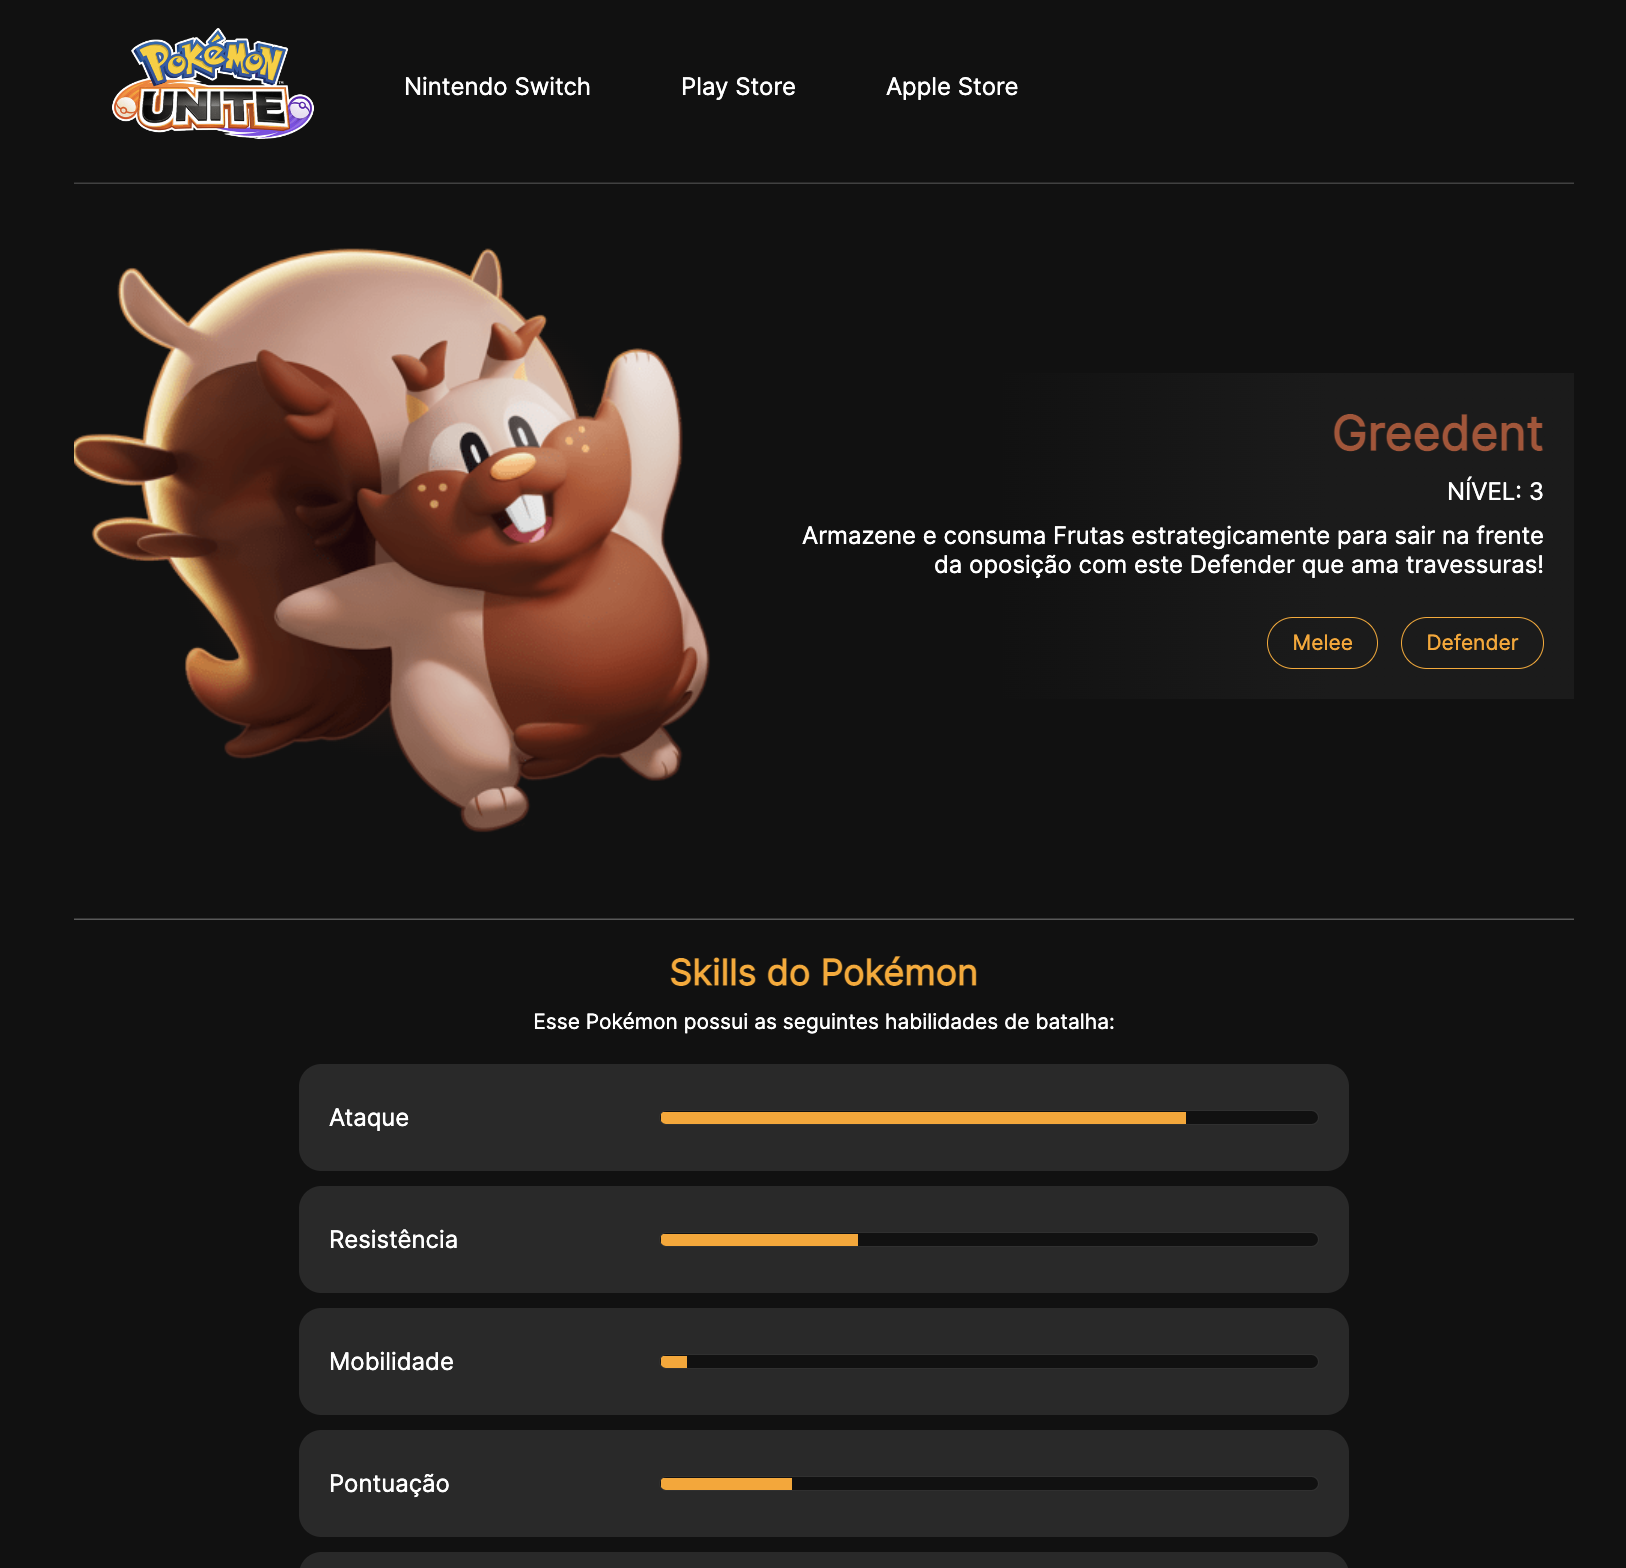 POKéMON
UNITE
Nintendo Switch
Play Store
Apple Store
Greedent
NÍVEL: 3
Armazene e consuma Frutas estrategicamente para sair na frente
da oposição com este Defender que ama travessuras!
Melee
Defender
Skills do Pokémon
Esse Pokémon possui as seguintes habilidades de batalha:
Ataque
Resistência
Mobilidade
Pontuação